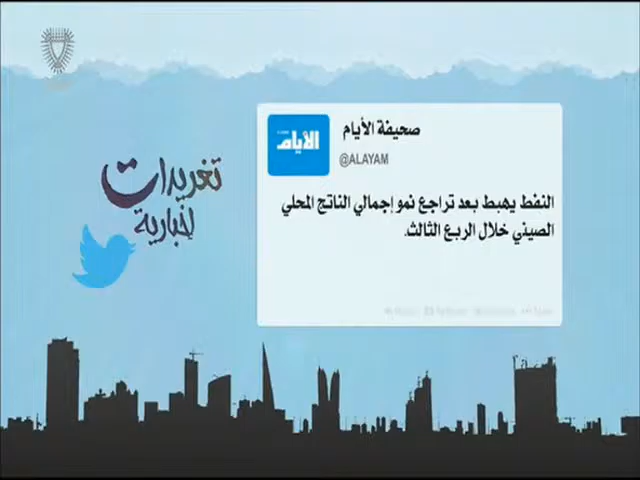 صحيفة الأيام
الأيام
@ALAYAM
تغريدات
إخبارية
النفط يهبط بعد تراجع نمو إجمالي الناتج المحلي
الصيني خلال الربع الثالث.